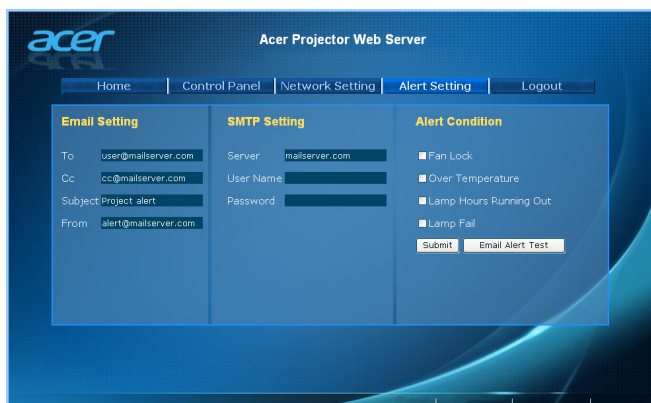 acer
Acer Projector Web Server
Home Control Panel Network Setting Alert Setting Logout
Email Setting
To user@mailserver.com
Cc cc@mailserver.com
Subject Project alert
From alert@mailserver.com
SMTP Setting
Server mailserver.com
User Name
Password
Alert Condition
Fan Lock
Over Temperature
Lamp Hours Running Out
Lamp Fail
Submit Email Alert Test